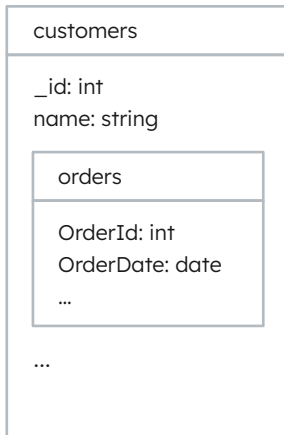 customers
_id: int
name: string
orders
OrderId: int
OrderDate: date
...
...